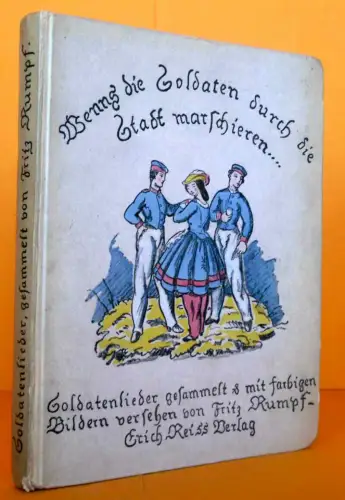 Soldatenlieder, gesammelt von Fritz Rumpf.
Wenns die Soldaten durch die
Stadt marschieren....
Soldatenlieder gesammelt & mit farbigen
Bildern versehen von Fritz Rumpf-
Erich Reiss Verlag